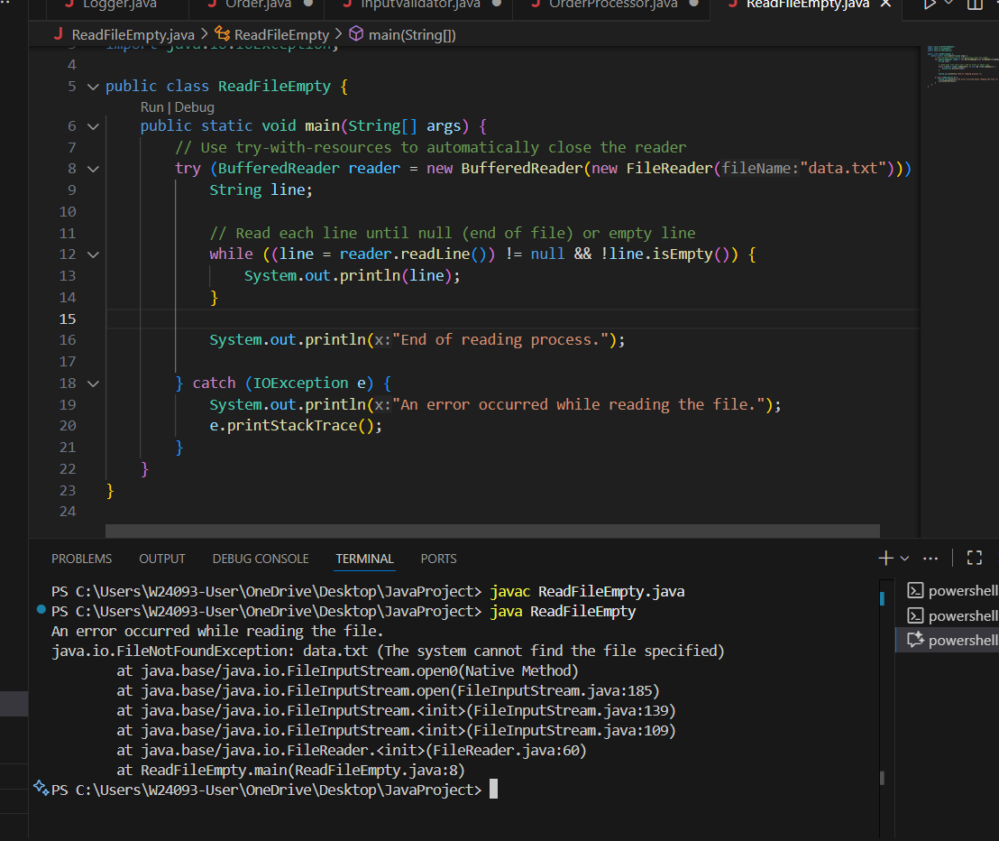 Logger.java Order.java InputValidator.java OrderProcessor.java ReadFileEmpty.java
ReadFileEmpty.java > ReadFileEmpty > main(String[])
3 import java.io.IOException;
4
5 public class ReadFileEmpty {
Run | Debug
6 public static void main(String[] args) {
7 // Use try-with-resources to automatically close the reader
8 try (BufferedReader reader = new BufferedReader(new FileReader(fileName:"data.txt")))
9 String line;
10
11 // Read each line until null (end of file) or empty line
12 while ((line = reader.readLine()) != null && !line.isEmpty()) {
13 System.out.println(line);
14 }
15
16 System.out.println(x:"End of reading process.");
17
18 } catch (IOException e) {
19 System.out.println(x:"An error occurred while reading the file.");
20 e.printStackTrace();
21 }
22 }
23 }
24
PROBLEMS OUTPUT DEBUG CONSOLE TERMINAL PORTS
PS C:\Users\W24093-User\OneDrive\Desktop\JavaProject> javac ReadFileEmpty.java
PS C:\Users\W24093-User\OneDrive\Desktop\JavaProject> java ReadFileEmpty
An error occurred while reading the file.
java.io.FileNotFoundException: data.txt (The system cannot find the file specified)
at java.base/java.io.FileInputStream.open0(Native Method)
at java.base/java.io.FileInputStream.open(FileInputStream.java:185)
at java.base/java.io.FileInputStream.<init>(FileInputStream.java:139)
at java.base/java.io.FileInputStream.<init>(FileInputStream.java:109)
at java.base/java.io.FileReader.<init>(FileReader.java:60)
at ReadFileEmpty.main(ReadFileEmpty.java:8)
PS C:\Users\W24093-User\OneDrive\Desktop\JavaProject>
powershell
powershell
powershell